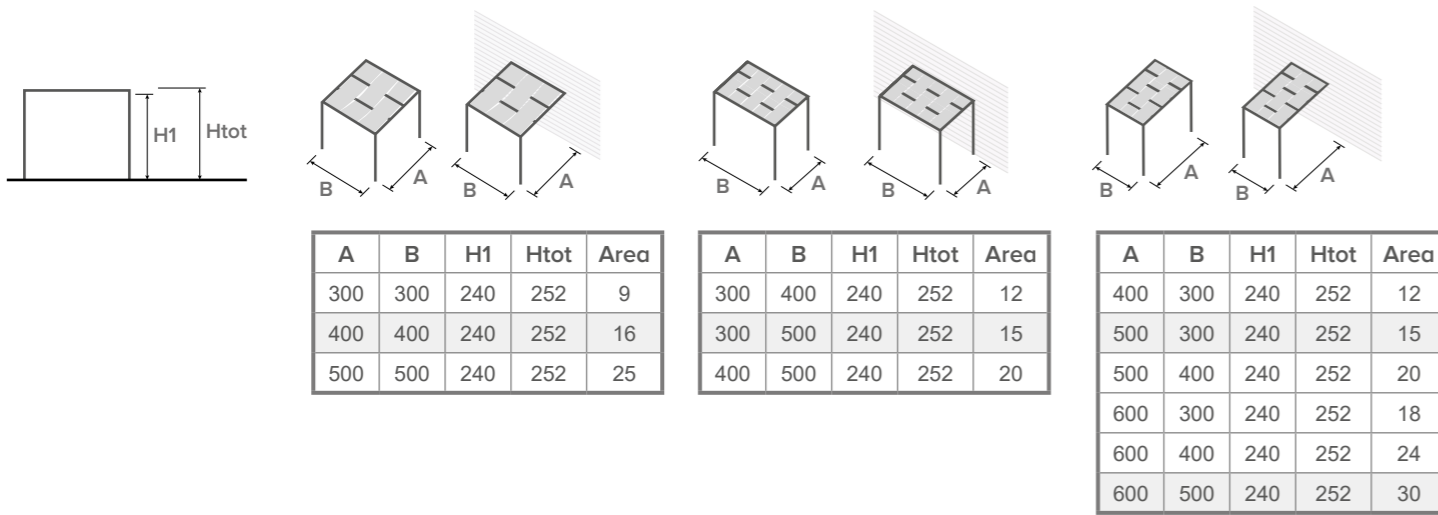 H1 Htot
B A B A
B A B A
B A B A
A B H1 Htot Area
300 300 240 252 9
400 400 240 252 16
500 500 240 252 25
A B H1 Htot Area
300 400 240 252 12
300 500 240 252 15
400 500 240 252 20
A B H1 Htot Area
400 300 240 252 12
500 300 240 252 15
500 400 240 252 20
600 300 240 252 18
600 400 240 252 24
600 500 240 252 30